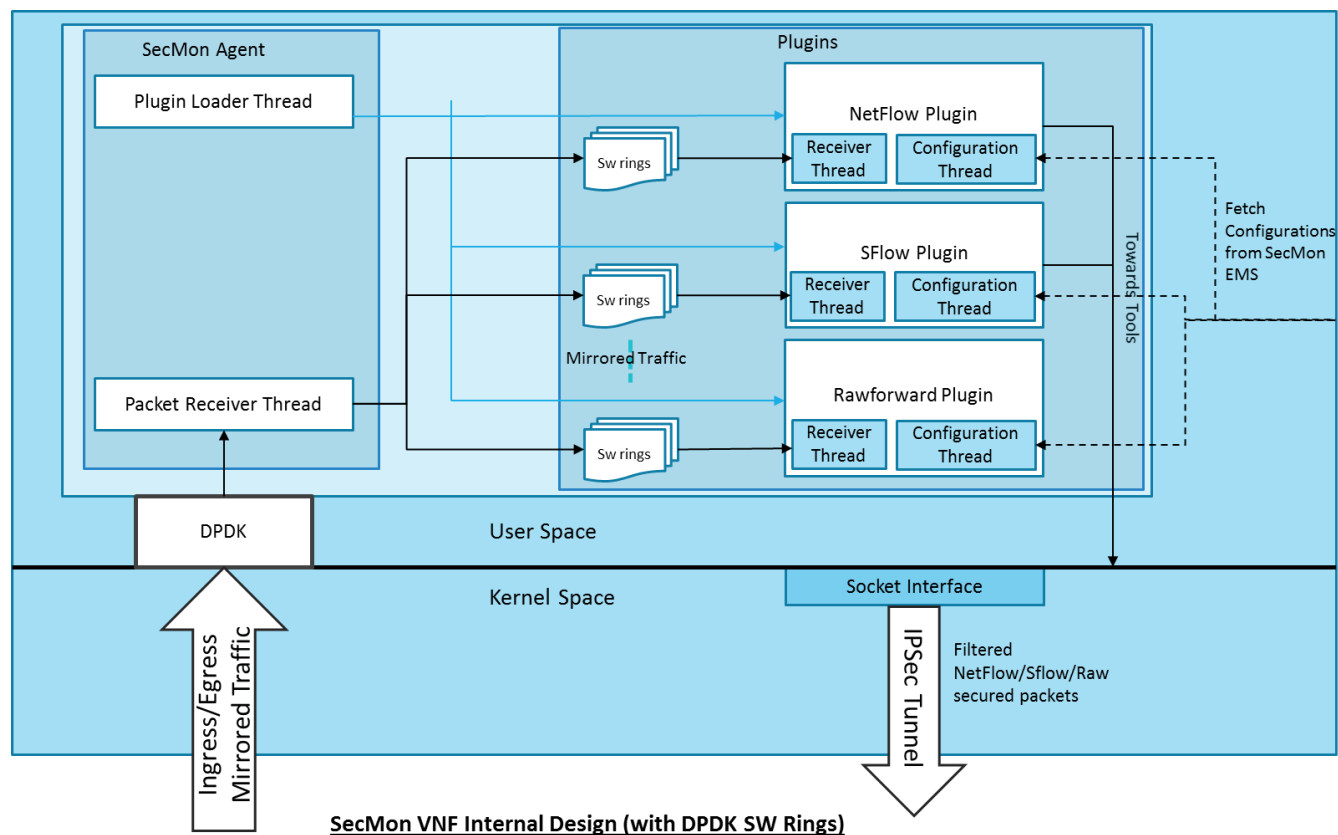 SecMon Agent
Plugin Loader Thread
Packet Receiver Thread
Plugins
NetFlow Plugin
Receiver
Thread
Configuration
Thread
Sw rings
SFlow Plugin
Receiver
Thread
Configuration
Thread
Sw rings
Mirrored Traffic
Rawforward Plugin
Receiver
Thread
Configuration
Thread
Sw rings
Towards Tools
Fetch
Configurations
from SecMon
EMS
DPDK
User Space
Kernel Space
Socket Interface
Ingress/Egress
Mirrored Traffic
IPSec Tunnel
Filtered
NetFlow/Sflow/Raw
secured packets
SecMon VNF Internal Design (with DPDK SW Rings)